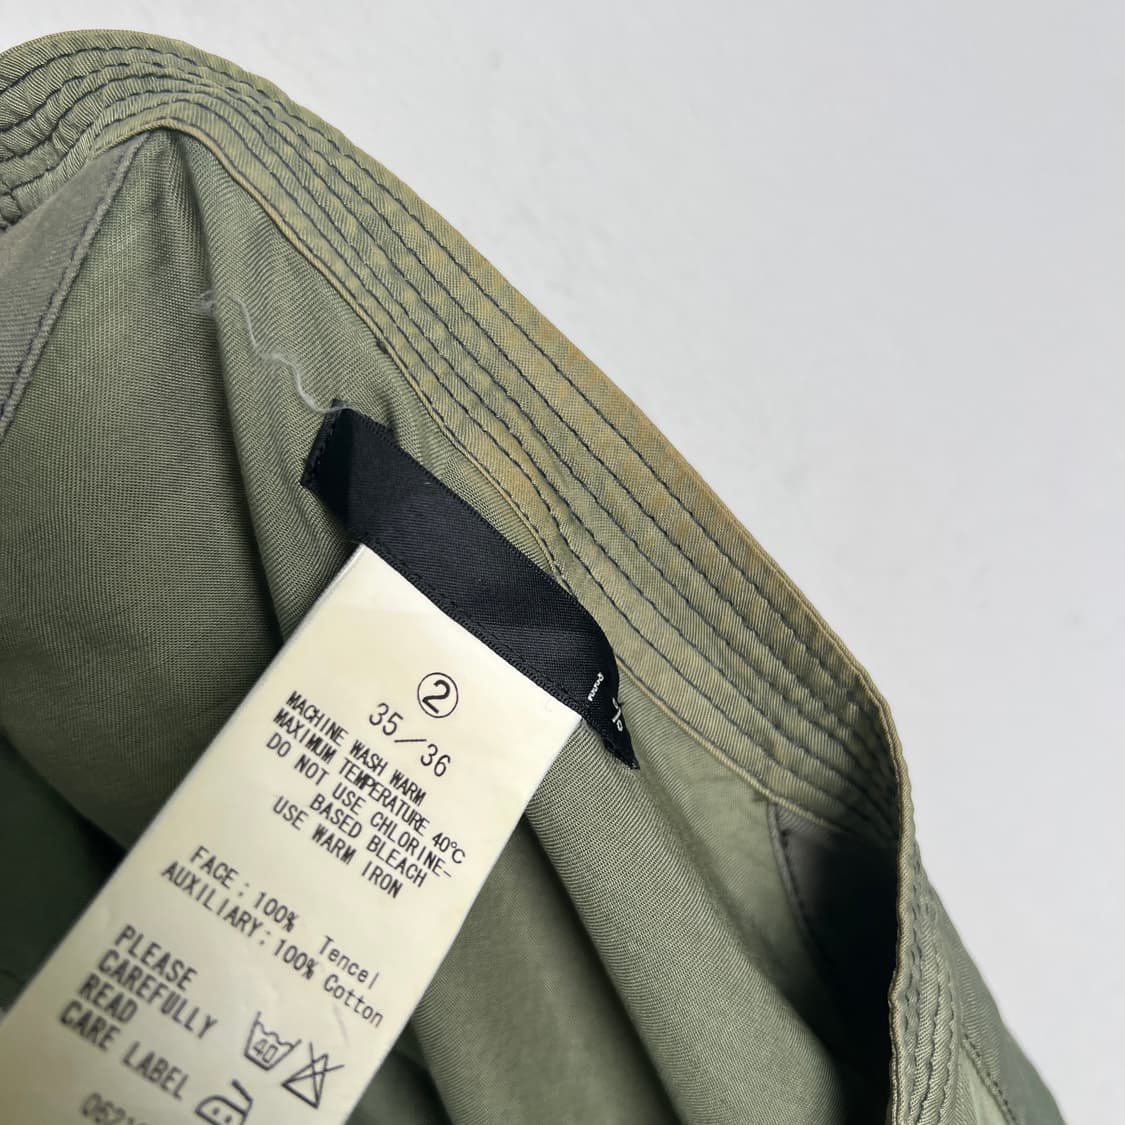 ②
35/36
MACHINE WASH WARM
MAXIMUM TEMPERATURE 40℃
DO NOT USE CHLORINE-
BASED BLEACH
USE WARM IRON
FACE:100% Tencel
AUXILIARY:100% Cotton
PLEASE
CAREFULLY
READ
CARE LABEL
40